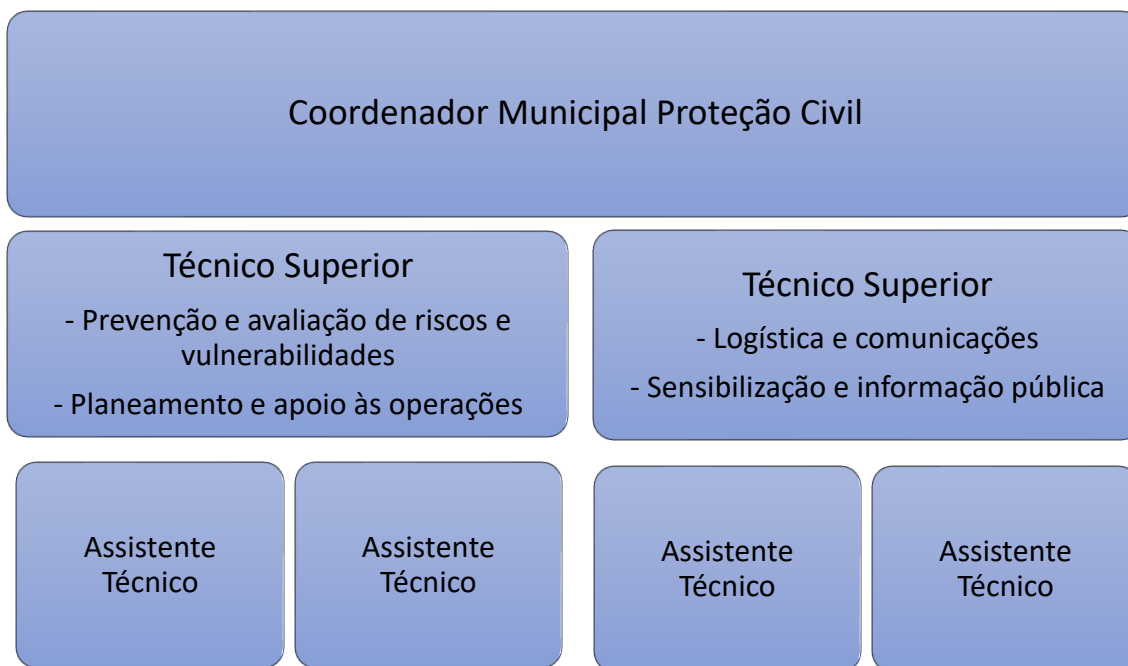 Coordenador Municipal Proteção Civil
Técnico Superior
- Prevenção e avaliação de riscos e
vulnerabilidades
- Planeamento e apoio às operações
Técnico Superior
- Logística e comunicações
- Sensibilização e informação pública
Assistente
Técnico
Assistente
Técnico
Assistente
Técnico
Assistente
Técnico